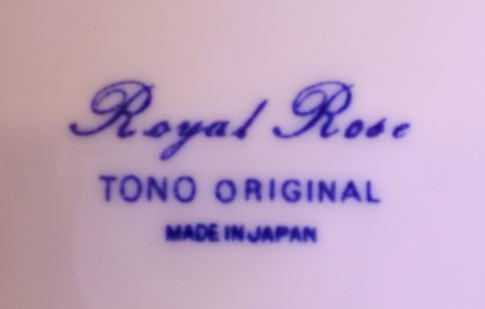 Royal Rose
TONO ORIGINAL
MADE IN JAPAN